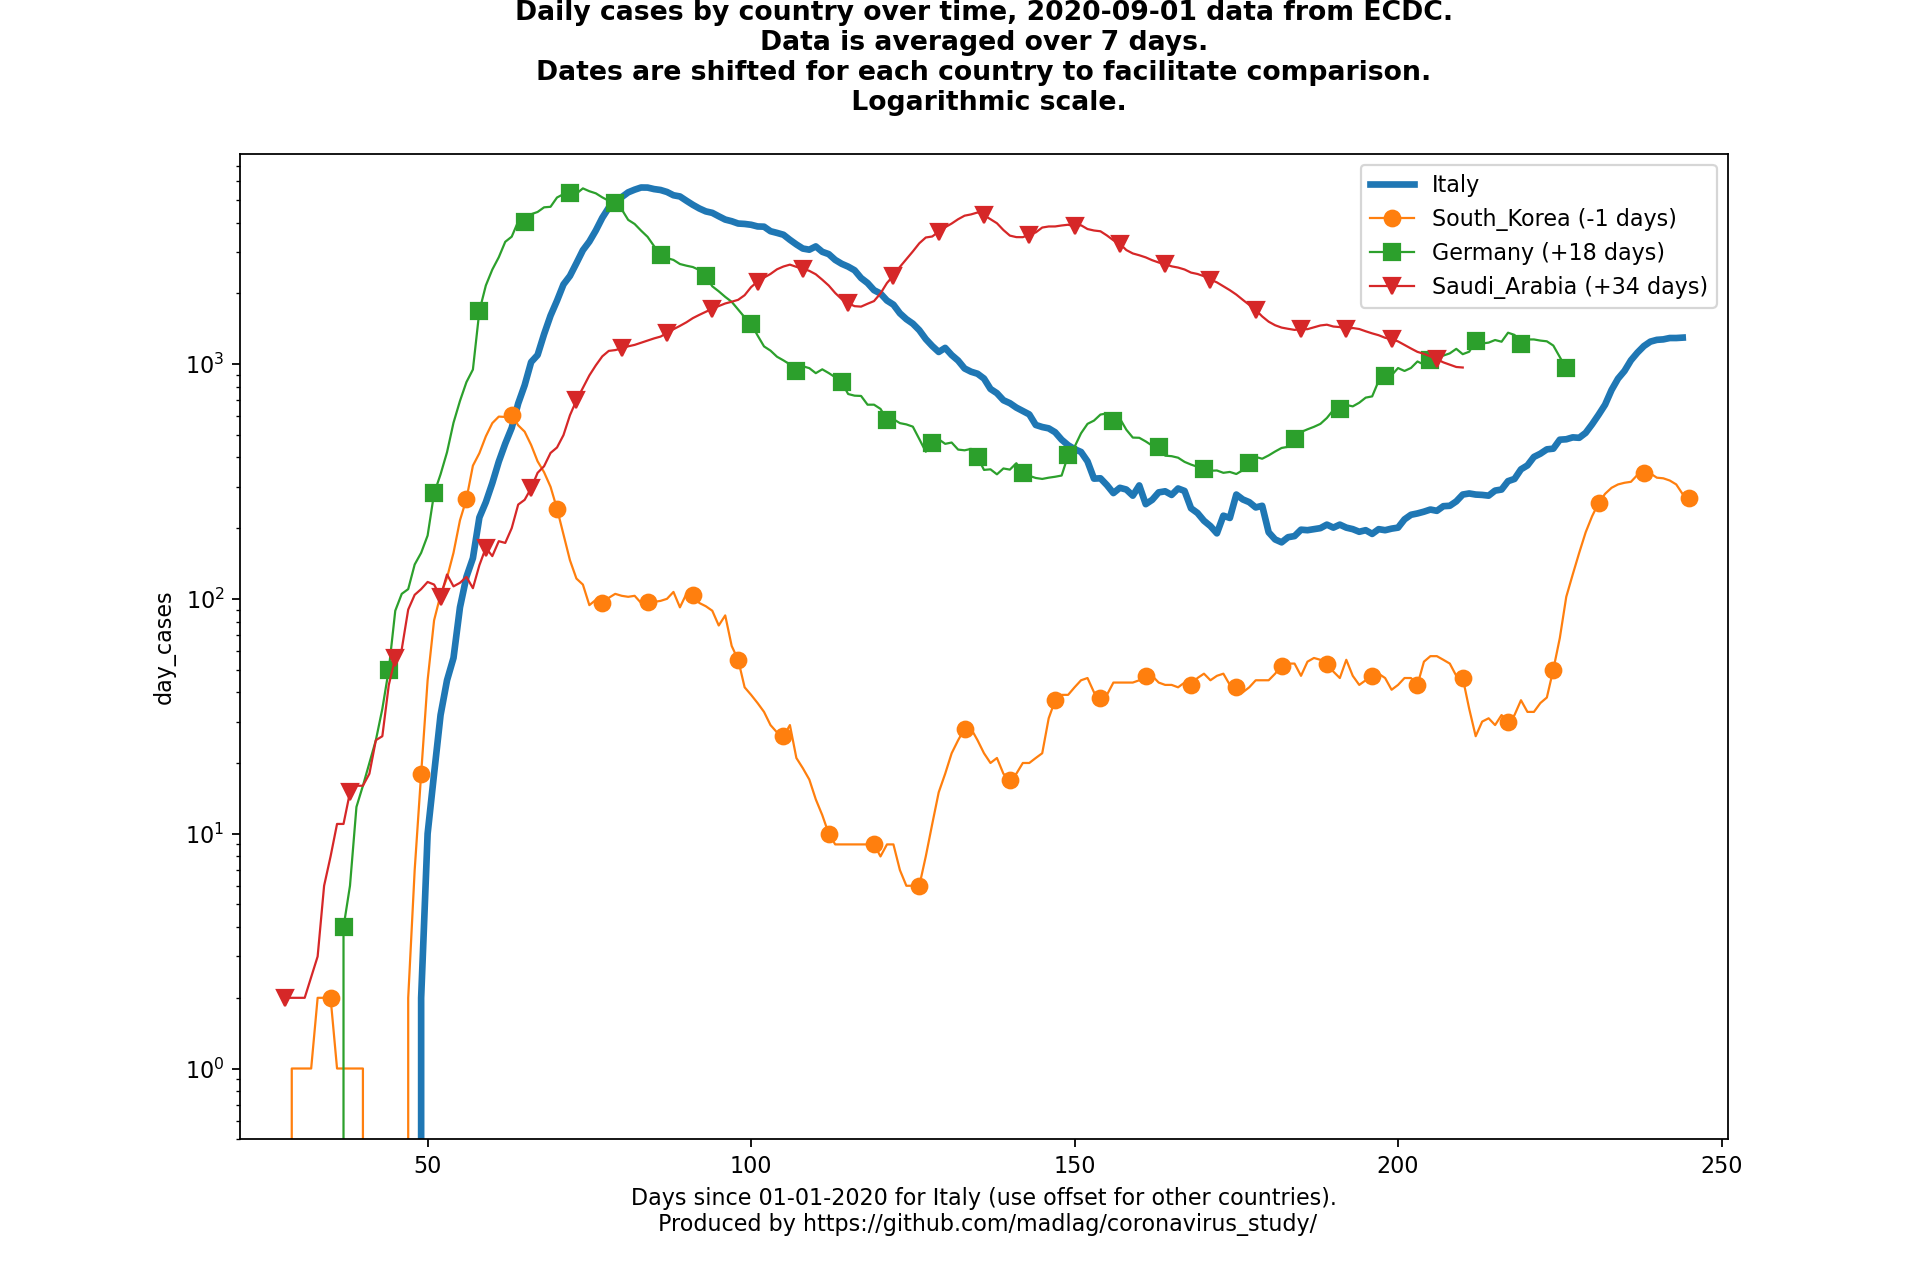 Daily cases by country over time, 2020-09-01 data from ECDC.
Data is averaged over 7 days.
Dates are shifted for each country to facilitate comparison.
Logarithmic scale.
Italy
South_Korea (-1 days)
Germany (+18 days)
Saudi_Arabia (+34 days)
day_cases
10³
10²
10¹
10⁰
50
100
150
200
250
Days since 01-01-2020 for Italy (use offset for other countries).
Produced by https://github.com/madlag/coronavirus_study/